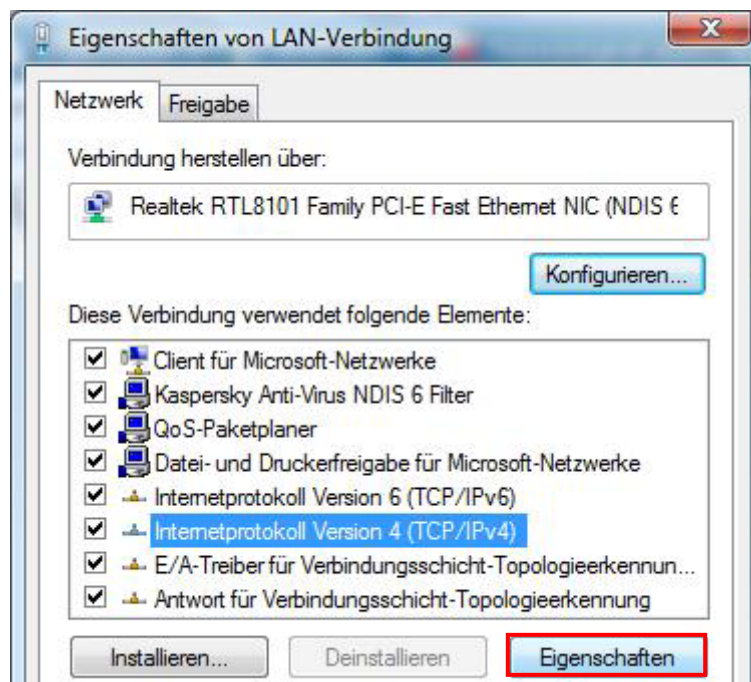 Eigenschaften von LAN-Verbindung
Netzwerk
Freigabe
Verbindung herstellen über:
Realtek RTL8101 Family PCI-E Fast Ethernet NIC (NDIS 6
Konfigurieren...
Diese Verbindung verwendet folgende Elemente:
Client für Microsoft-Netzwerke
Kaspersky Anti-Virus NDIS 6 Filter
QoS-Paketplaner
Datei- und Druckerfreigabe für Microsoft-Netzwerke
Internetprotokoll Version 6 (TCP/IPv6)
Internetprotokoll Version 4 (TCP/IPv4)
E/A-Treiber für Verbindungsschicht-Topologieerkennun...
Antwort für Verbindungsschicht-Topologieerkennung
Installieren...
Deinstallieren
Eigenschaften